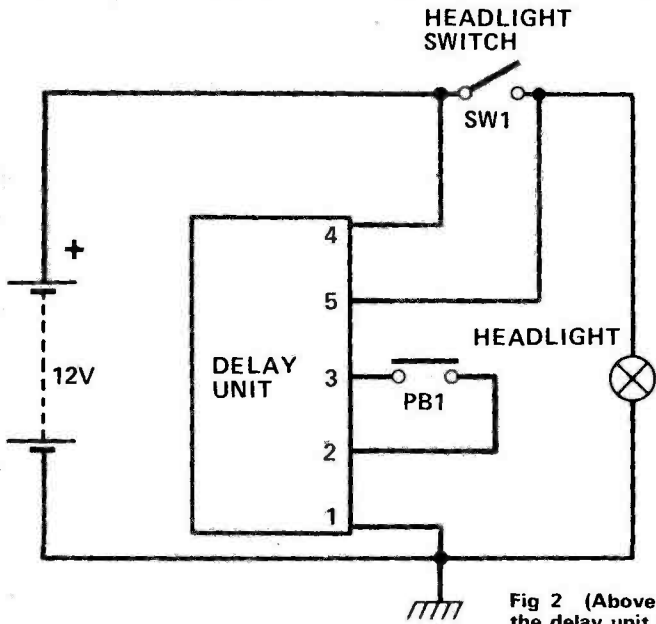 HEADLIGHT
SWITCH
SW1
+
4
5
HEADLIGHT
12V
DELAY
UNIT
3
PB1
2
1
Fig 2 (Above
the delay unit